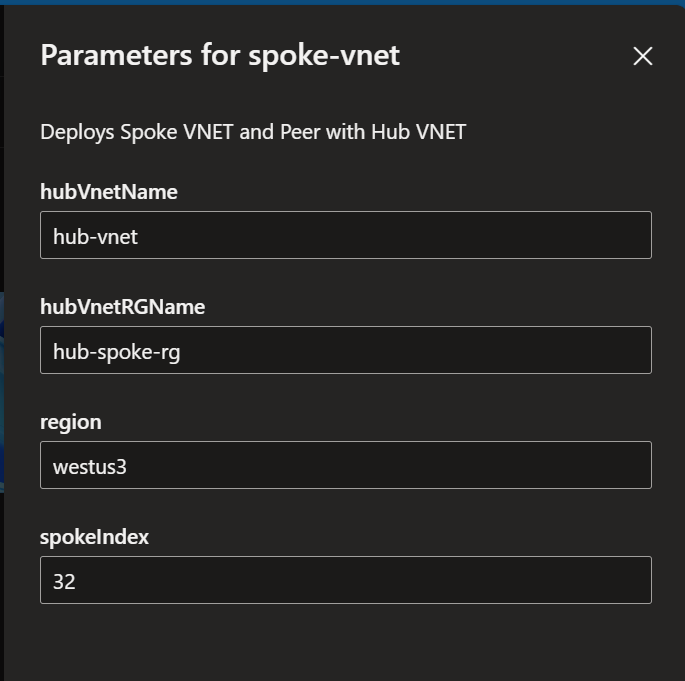 Parameters for spoke-vnet
Deploys Spoke VNET and Peer with Hub VNET
hubVnetName
hub-vnet
hubVnetRGName
hub-spoke-rg
region
westus3
spokeIndex
32